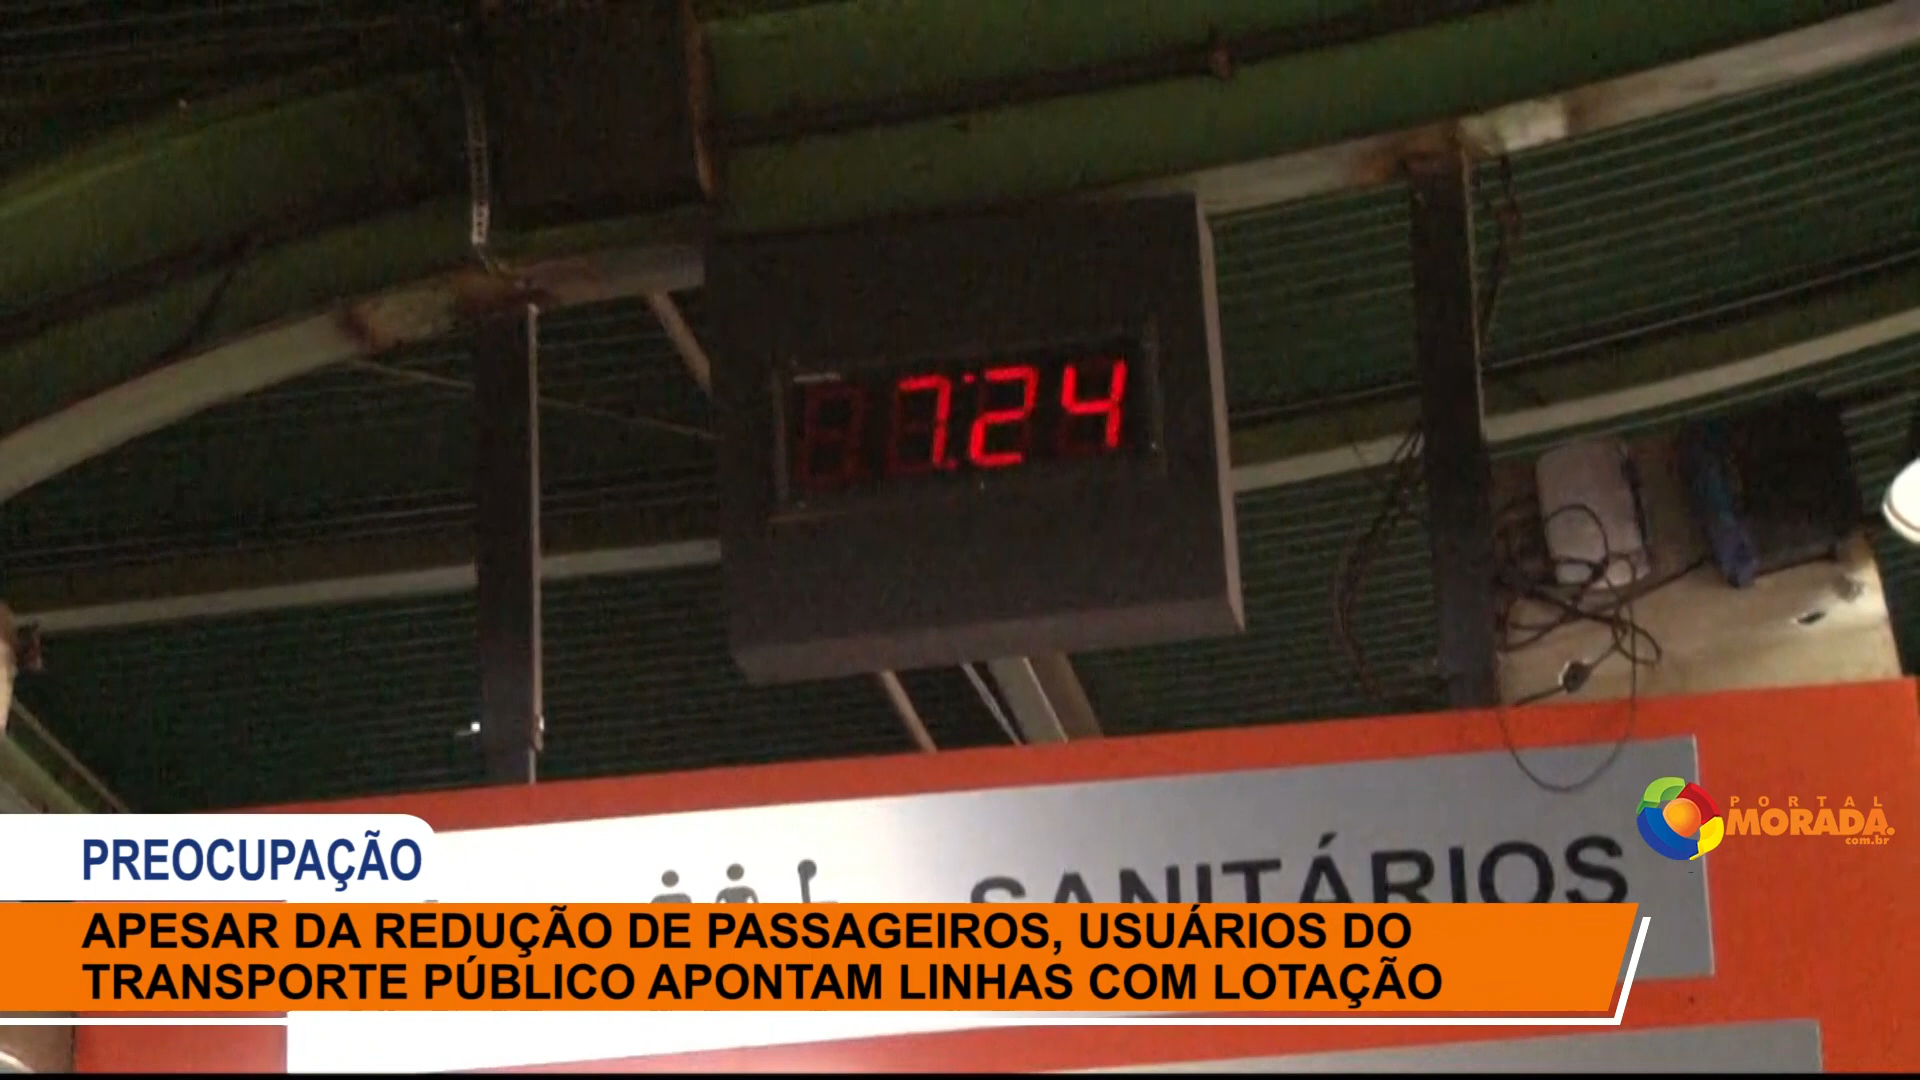 7:24
PORTAL
MORADA.
com.br
PREOCUPAÇÃO
SANITÁRIOS
APESAR DA REDUÇÃO DE PASSAGEIROS, USUÁRIOS DO
TRANSPORTE PÚBLICO APONTAM LINHAS COM LOTAÇÃO